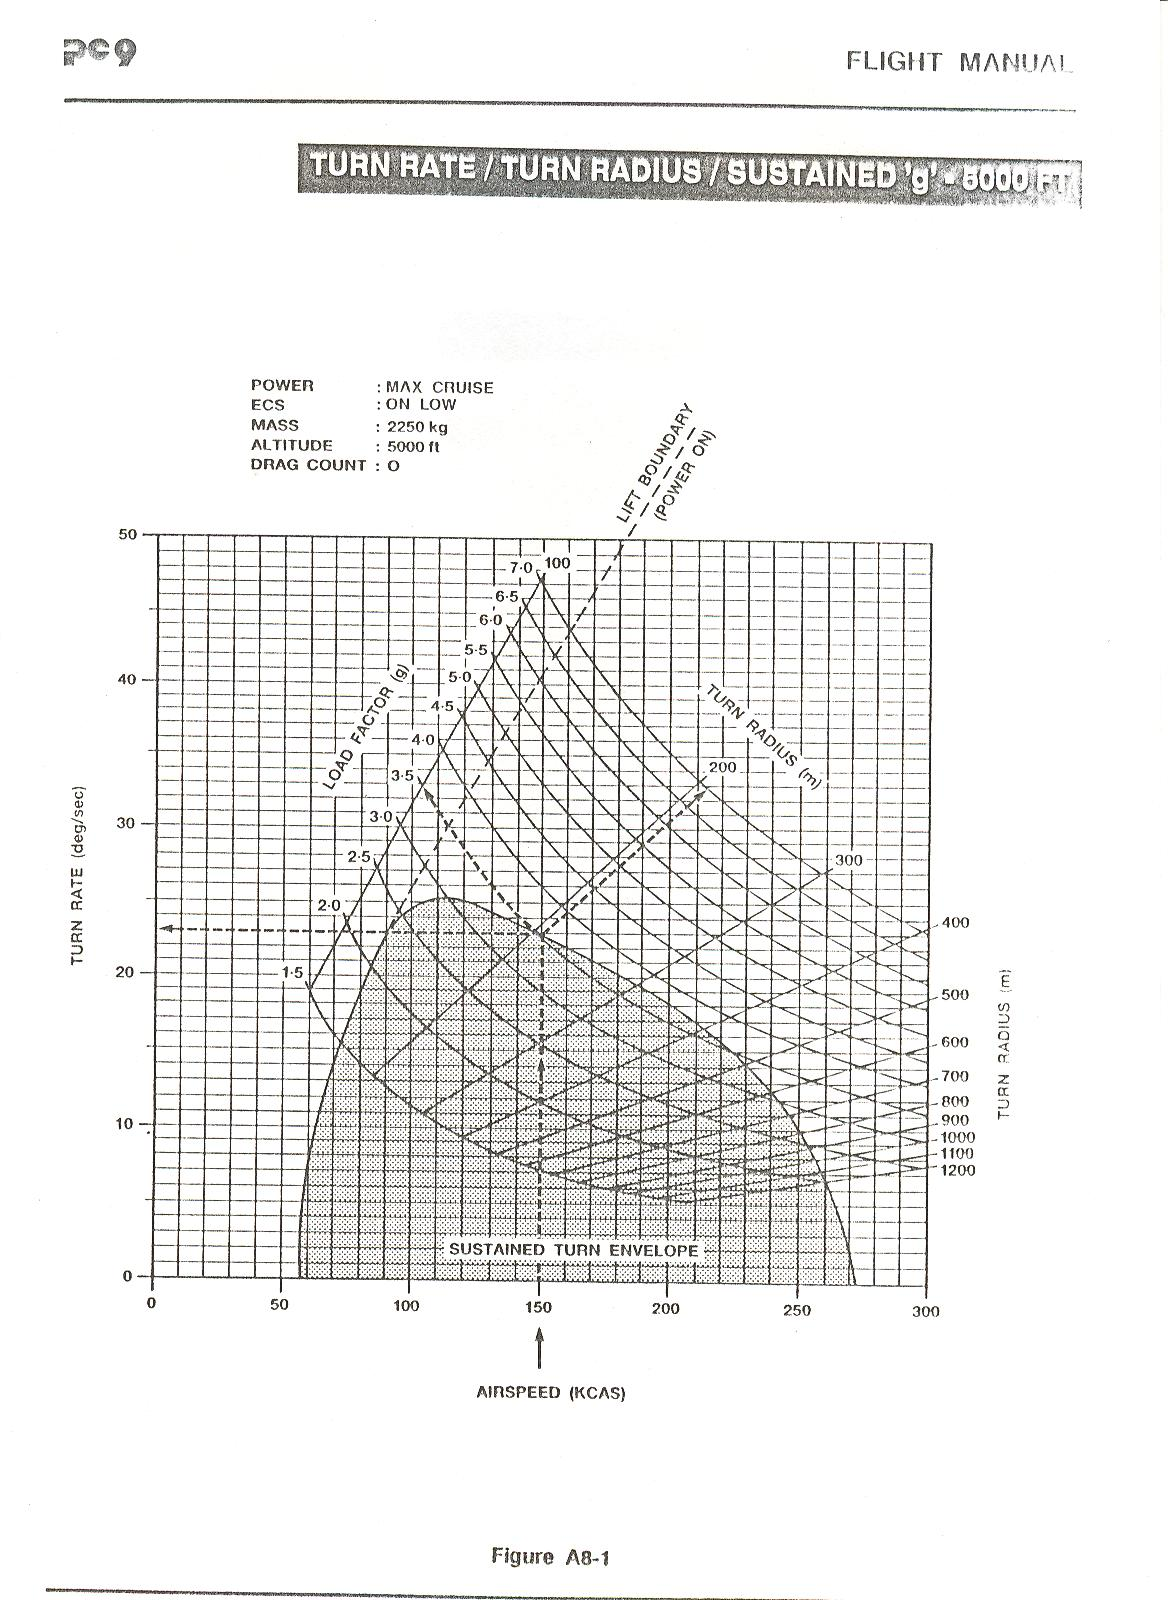 PC9
FLIGHT MANUAL
TURN RATE / TURN RADIUS / SUSTAINED 'g' - 5000 FT
POWER : MAX CRUISE
ECS : ON LOW
MASS : 2250 kg
ALTITUDE : 5000 ft
DRAG COUNT : O
LIFT BOUNDARY
(POWER ON)
50
40
30
20
10
0
TURN RATE (deg/sec)
LOAD FACTOR (g)
7·0
6·5
6·0
5·5
5·0
4·5
4·0
3·5
3·0
2·5
2·0
1·5
TURN RADIUS (m)
100
200
300
400
500
600
700
800
900
1000
1100
1200
TURN RADIUS (m)
SUSTAINED TURN ENVELOPE
0
50
100
150
200
250
300
AIRSPEED (KCAS)
Figure A8-1